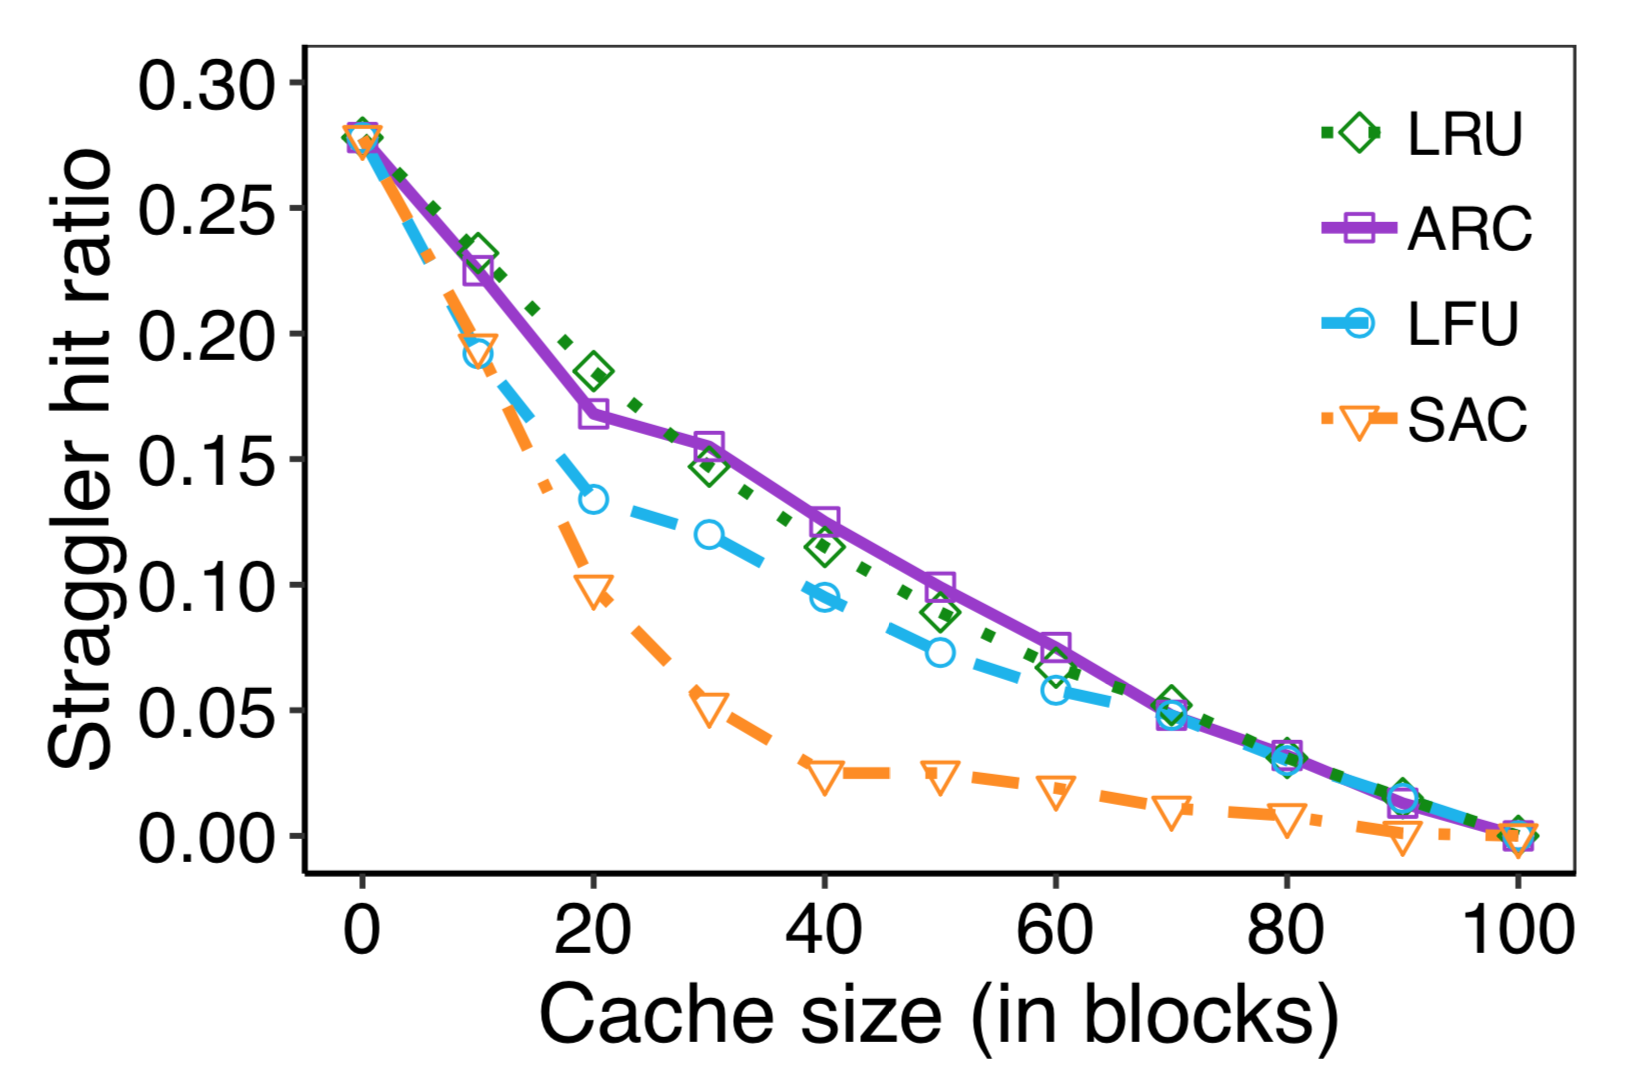 Straggler hit ratio
0.30
0.25
0.20
0.15
0.10
0.05
0.00
LRU
ARC
LFU
SAC
0 20 40 60 80 100
Cache size (in blocks)